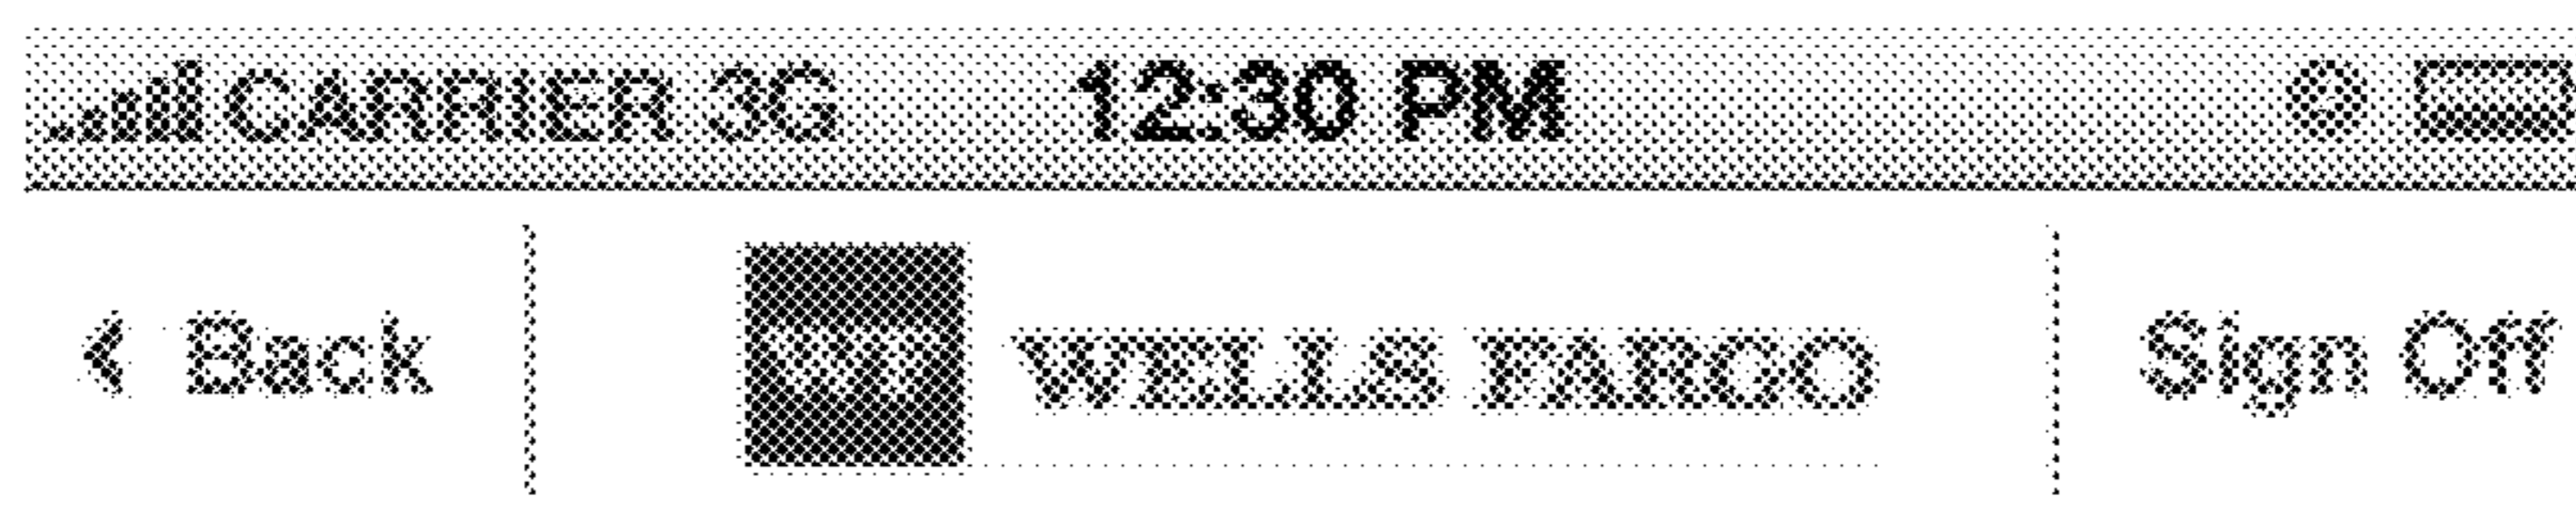 CARRIER 3G 12:30 PM
Back WELLS FARGO Sign Off